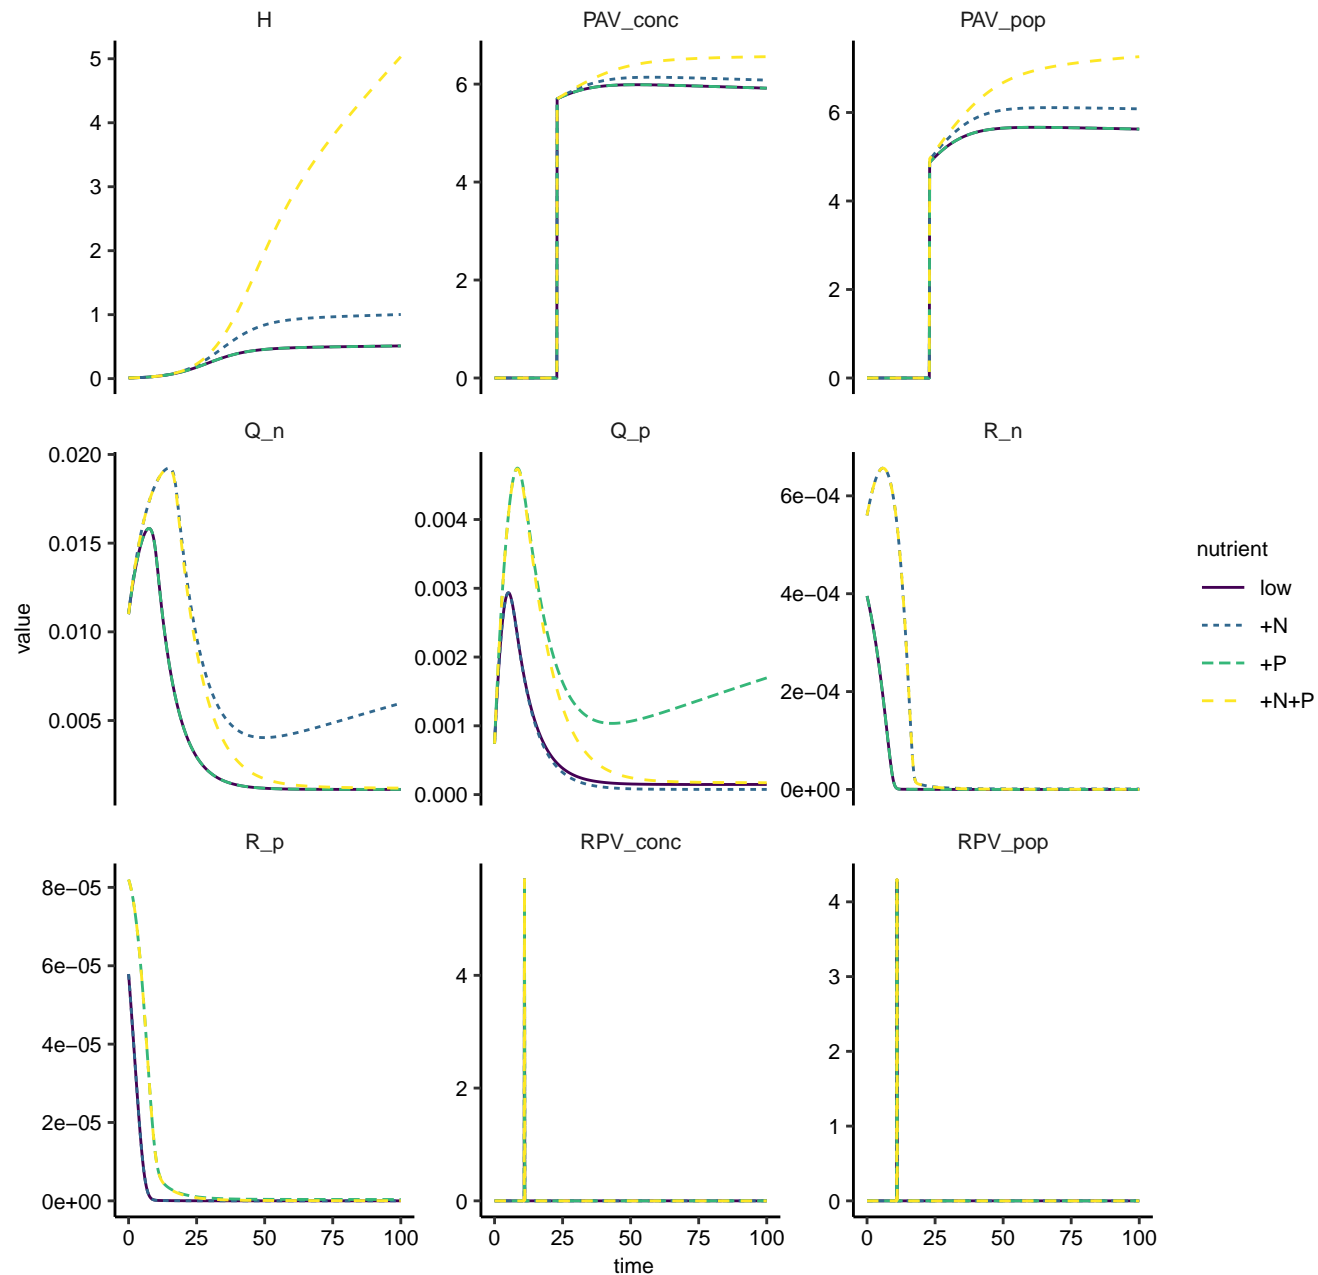 H
PAV_conc
PAV_pop
5
4
3
2
1
0
6
4
2
0
6
4
2
0
Q_n
Q_p
R_n
0.020
0.015
0.010
0.005
0.004
0.003
0.002
0.001
0.000
6e−04
4e−04
2e−04
0e+00
R_p
RPV_conc
RPV_pop
8e−05
6e−05
4e−05
2e−05
0e+00
4
2
0
4
3
2
1
0
0 25 50 75 100
0 25 50 75 100
0 25 50 75 100
time
value
nutrient
low
+N
+P
+N+P